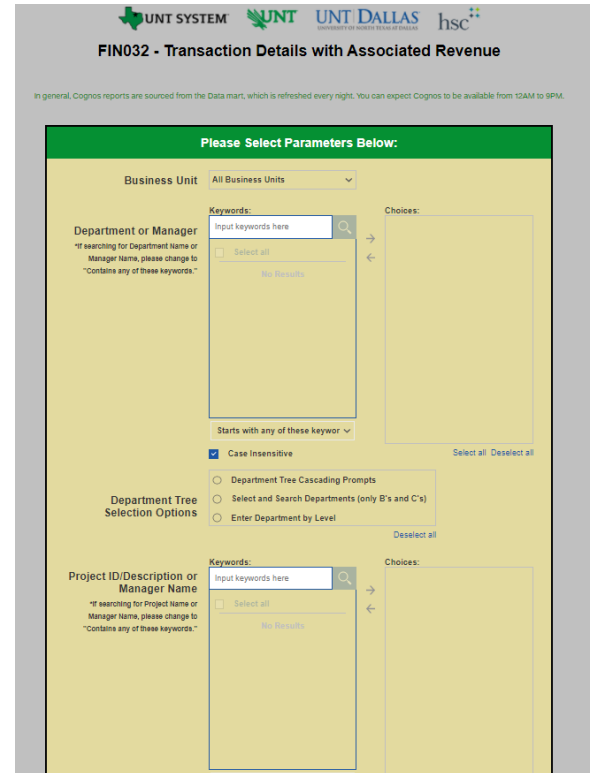 UNT SYSTEM UNT UNT DALLAS hsc
UNIVERSITY OF NORTH TEXAS AT DALLAS
FIN032 - Transaction Details with Associated Revenue
In general, Cognos reports are sourced from the Data mart, which is refreshed every night. You can expect Cognos to be available from 12AM to 9PM.
Please Select Parameters Below:
Business Unit All Business Units
Keywords: Choices:
Department or Manager Input keywords here
*If searching for Department Name or
Manager Name, please change to
"Contains any of these keywords."
Select all
No Results
Starts with any of these keywor
Case Insensitive Select all Deselect all
Department Tree
Selection Options
Department Tree Cascading Prompts
Select and Search Departments (only B's and C's)
Enter Department by Level
Deselect all
Keywords: Choices:
Project ID/Description or
Manager Name
Input keywords here
*If searching for Project Name or
Manager Name, please change to
"Contains any of these keywords."
Select all
No Results